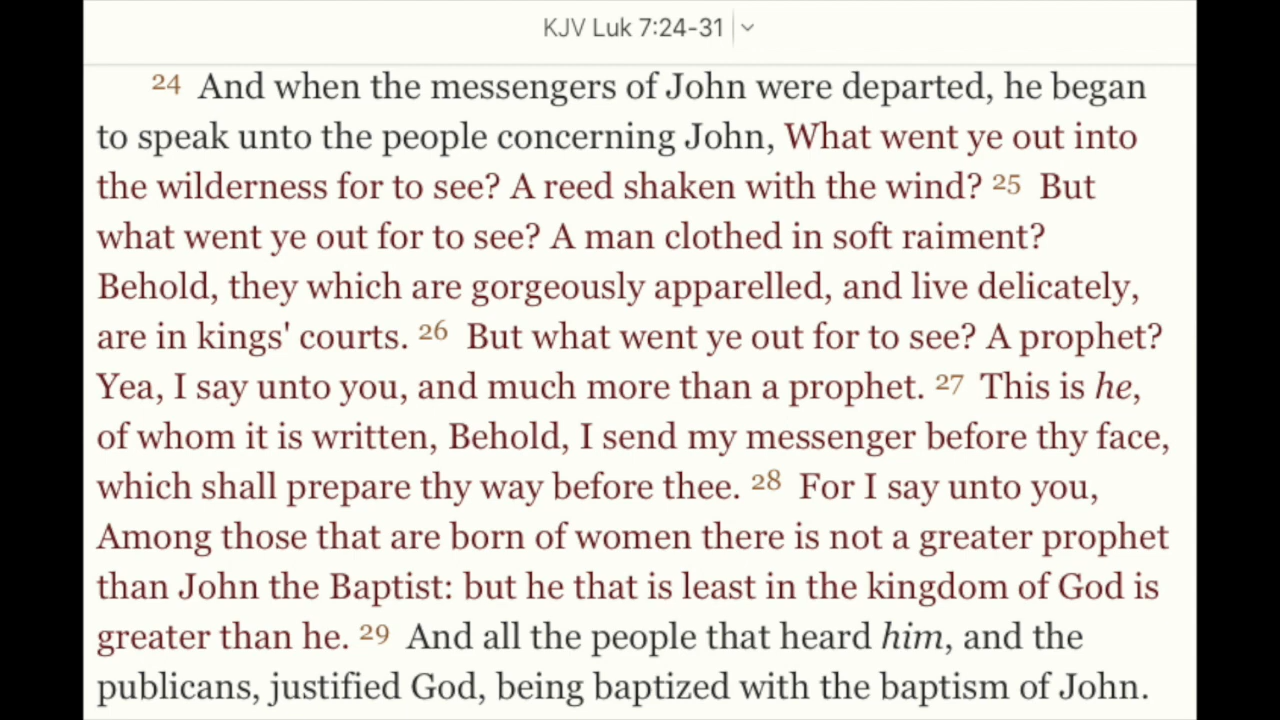 KJV Luk 7:24-31
24 And when the messengers of John were departed, he began
to speak unto the people concerning John, What went ye out into
the wilderness for to see? A reed shaken with the wind? 25 But
what went ye out for to see? A man clothed in soft raiment?
Behold, they which are gorgeously apparelled, and live delicately,
are in kings' courts. 26 But what went ye out for to see? A prophet?
Yea, I say unto you, and much more than a prophet. 27 This is he,
of whom it is written, Behold, I send my messenger before thy face,
which shall prepare thy way before thee. 28 For I say unto you,
Among those that are born of women there is not a greater prophet
than John the Baptist: but he that is least in the kingdom of God is
greater than he. 29 And all the people that heard him, and the
publicans, justified God, being baptized with the baptism of John.